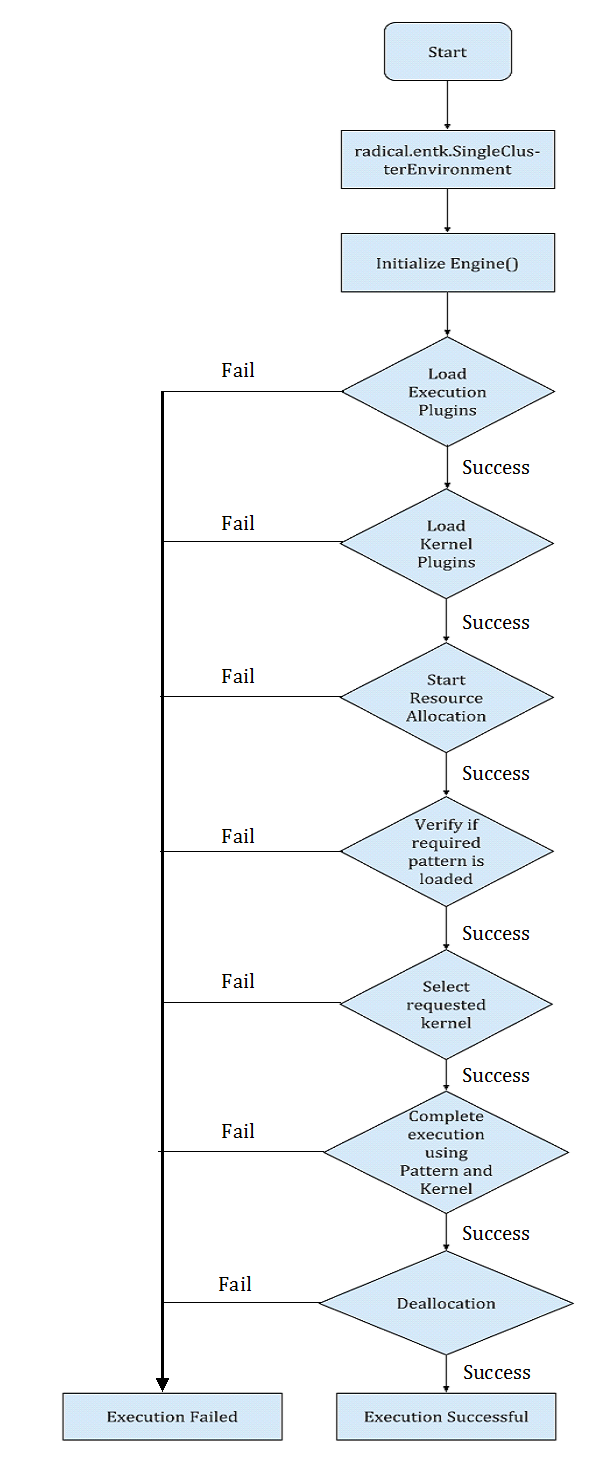 Start
radical.entk.SingleClus-
terEnvironment
Initialize Engine()
Fail
Load
Execution
Plugins
Success
Fail
Load
Kernel
Plugins
Success
Fail
Start
Resource
Allocation
Success
Fail
Verify if
required
pattern is
loaded
Success
Fail
Select
requested
kernel
Success
Fail
Complete
execution
using
Pattern and
Kernel
Success
Fail
Deallocation
Success
Execution Failed
Execution Successful